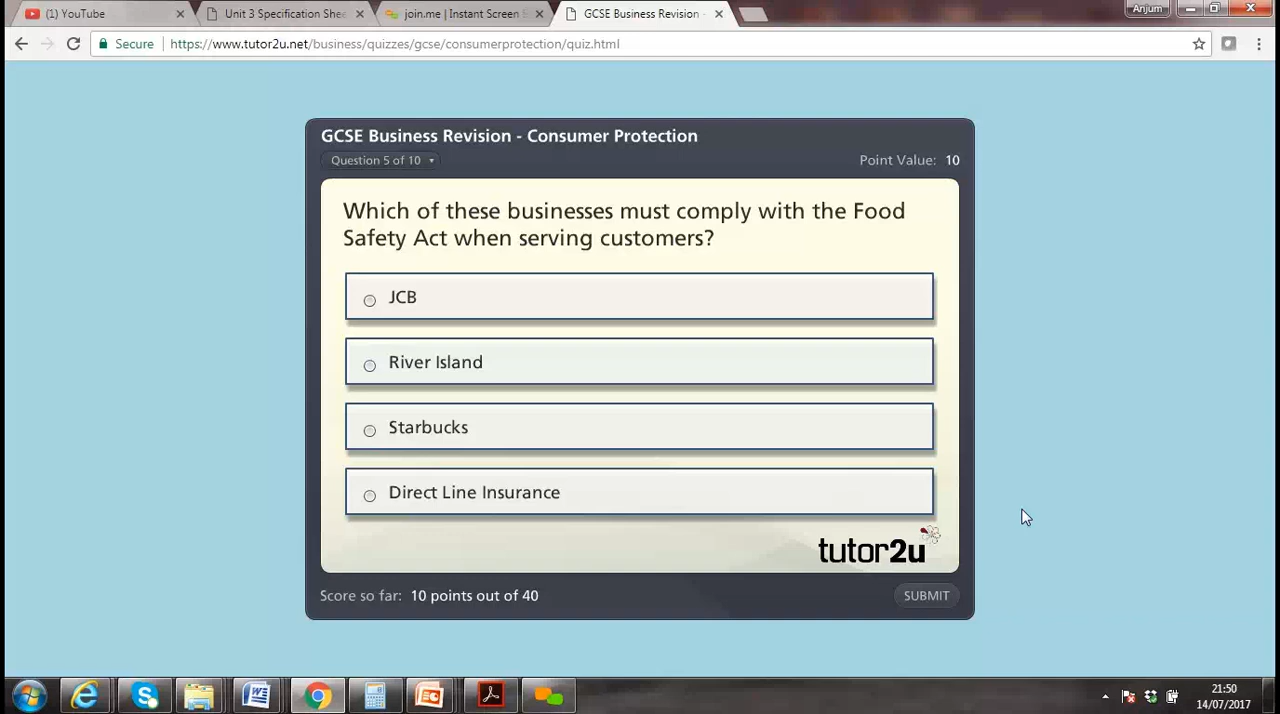 (1) YouTube
Unit 3 Specification Shee
join.me | Instant Screen S
GCSE Business Revision -
Anjum
Secure
https://www.tutor2u.net/business/quizzes/gcse/consumerprotection/quiz.html
GCSE Business Revision - Consumer Protection
Question 5 of 10
Point Value: 10
Which of these businesses must comply with the Food
Safety Act when serving customers?
JCB
River Island
Starbucks
Direct Line Insurance
tutor2u
Score so far: 10 points out of 40
SUBMIT
21:50
14/07/2017